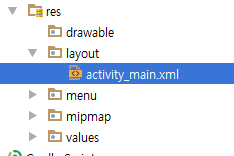 res
drawable
layout
activity_main.xml
menu
mipmap
values